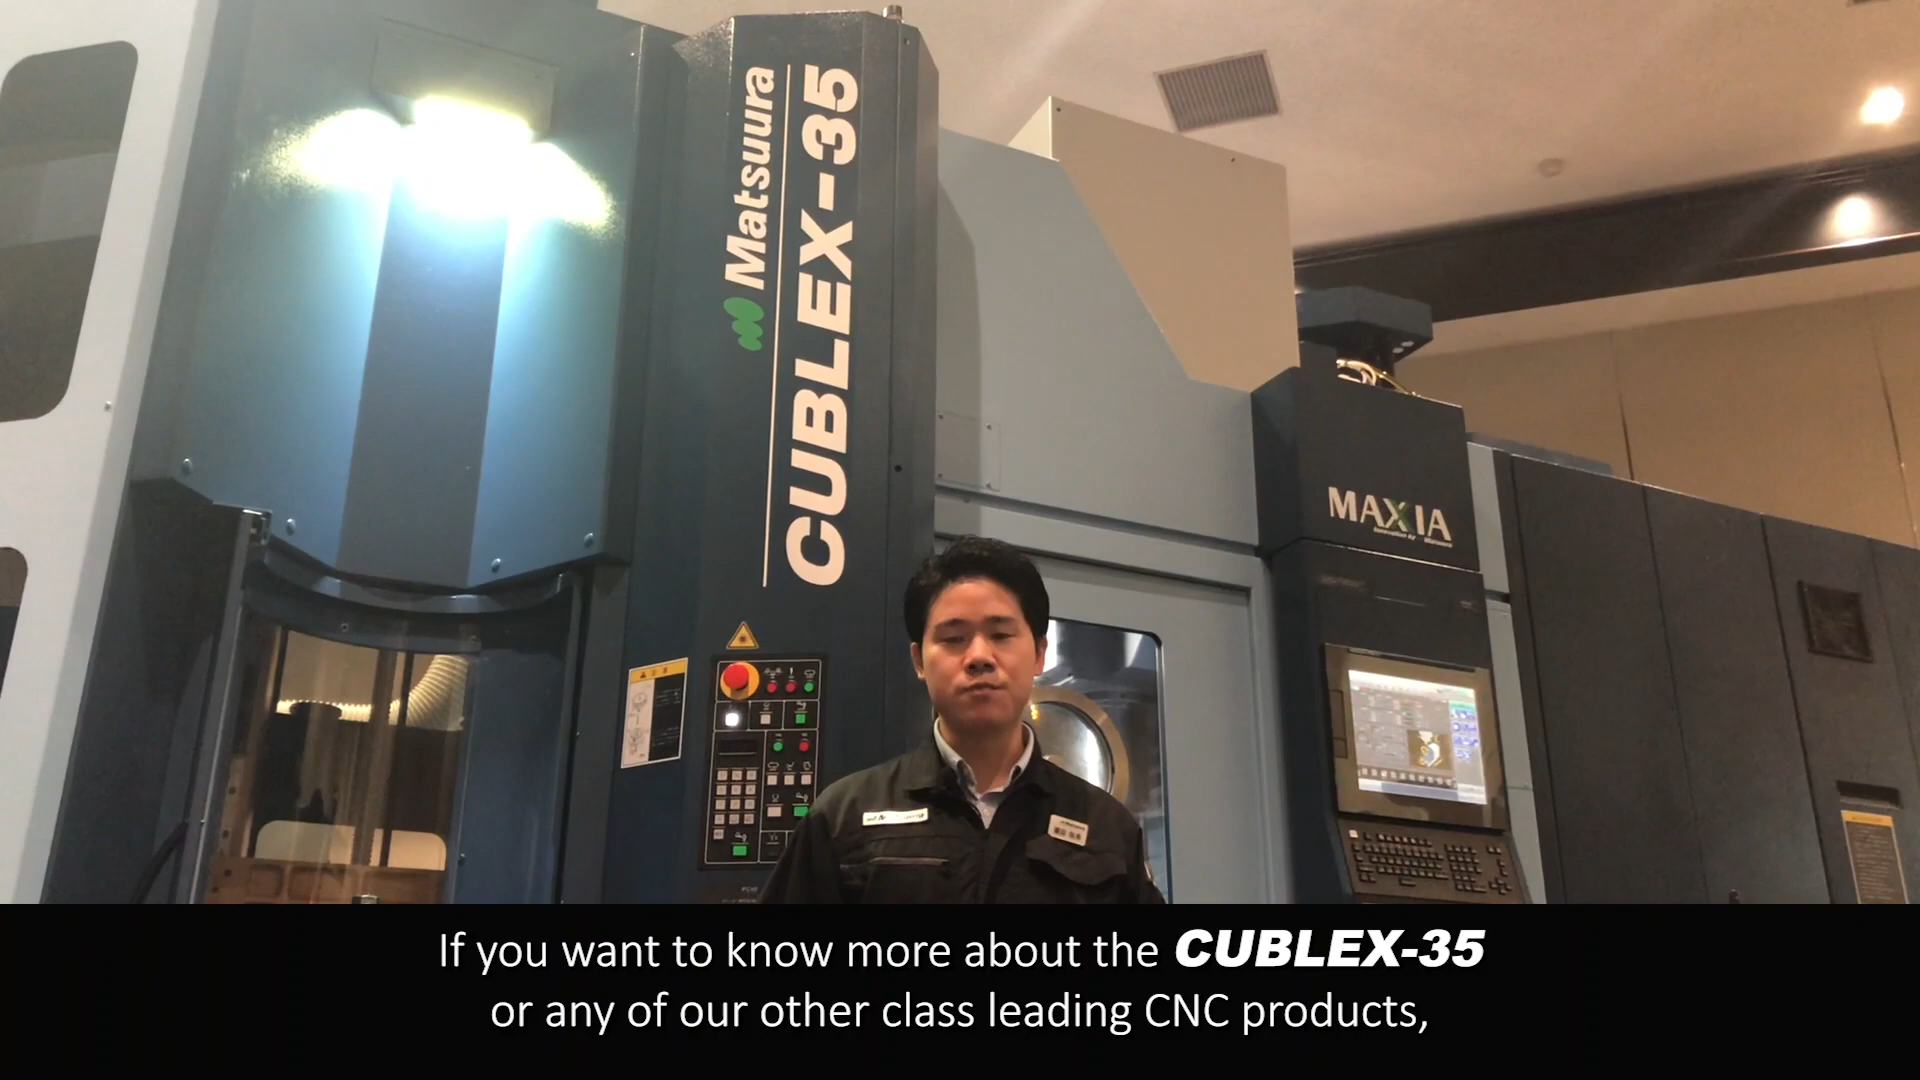 Matsuura
CUBLEX-35
MAXIA
If you want to know more about the CUBLEX-35
or any of our other class leading CNC products,